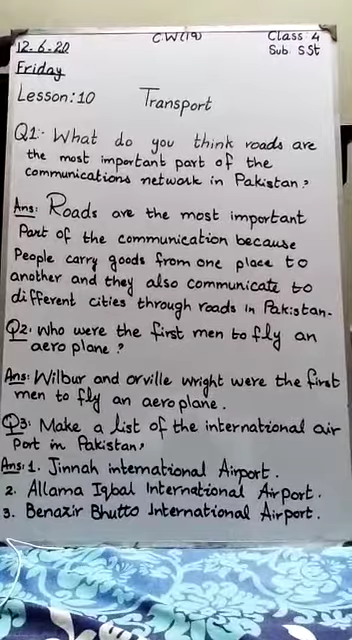 C.W(19)
Class 4
12-6-20
Sub: S.St
Friday
Lesson:10 Transport
Q1:- What do you think roads are
the most important part of the
communications network in Pakistan?
Ans: Roads are the most important
Part of the communication because
People carry goods from one place to
another and they also communicate to
different cities through roads in Pakistan.
Q2: Who were the first men to fly an
aero plane?
Ans: Wilbur and orville wright were the first
men to fly an aero plane.
Q3: Make a list of the international air
Port in Pakistan?
Ans: 1. Jinnah international Airport.
2. Allama Iqbal International Airport.
3. Benazir Bhutto International Airport.